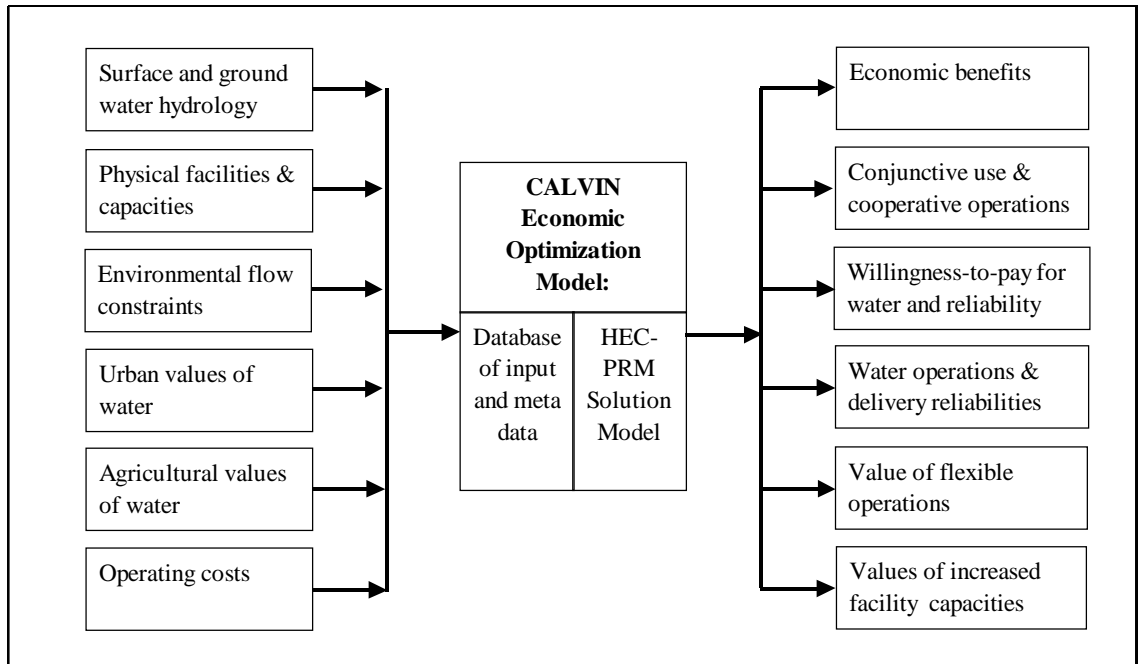 Surface and ground
water hydrology
Physical facilities &
capacities
Environmental flow
constraints
Urban values of
water
Agricultural values
of water
Operating costs
CALVIN
Economic
Optimization
Model:
Database
of input
and meta
data
HEC-
PRM
Solution
Model
Economic benefits
Conjunctive use &
cooperative operations
Willingness-to-pay for
water and reliability
Water operations &
delivery reliabilities
Value of flexible
operations
Values of increased
facility capacities